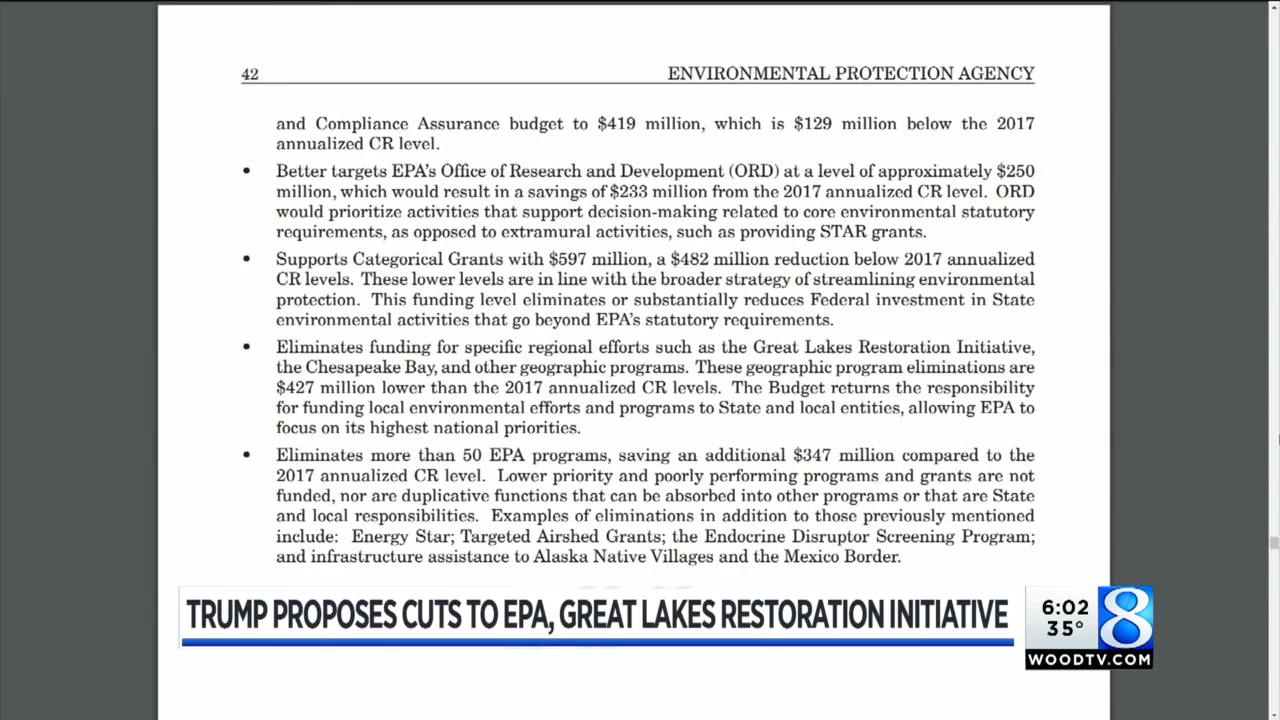 42 ENVIRONMENTAL PROTECTION AGENCY
and Compliance Assurance budget to $419 million, which is $129 million below the 2017
annualized CR level.
• Better targets EPA's Office of Research and Development (ORD) at a level of approximately $250
million, which would result in a savings of $233 million from the 2017 annualized CR level. ORD
would prioritize activities that support decision-making related to core environmental statutory
requirements, as opposed to extramural activities, such as providing STAR grants.
• Supports Categorical Grants with $597 million, a $482 million reduction below 2017 annualized
CR levels. These lower levels are in line with the broader strategy of streamlining environmental
protection. This funding level eliminates or substantially reduces Federal investment in State
environmental activities that go beyond EPA's statutory requirements.
• Eliminates funding for specific regional efforts such as the Great Lakes Restoration Initiative,
the Chesapeake Bay, and other geographic programs. These geographic program eliminations are
$427 million lower than the 2017 annualized CR levels. The Budget returns the responsibility
for funding local environmental efforts and programs to State and local entities, allowing EPA to
focus on its highest national priorities.
• Eliminates more than 50 EPA programs, saving an additional $347 million compared to the
2017 annualized CR level. Lower priority and poorly performing programs and grants are not
funded, nor are duplicative functions that can be absorbed into other programs or that are State
and local responsibilities. Examples of eliminations in addition to those previously mentioned
include: Energy Star; Targeted Airshed Grants; the Endocrine Disruptor Screening Program;
and infrastructure assistance to Alaska Native Villages and the Mexico Border.
TRUMP PROPOSES CUTS TO EPA, GREAT LAKES RESTORATION INITIATIVE
6:02
35°
8
WOODTV.COM